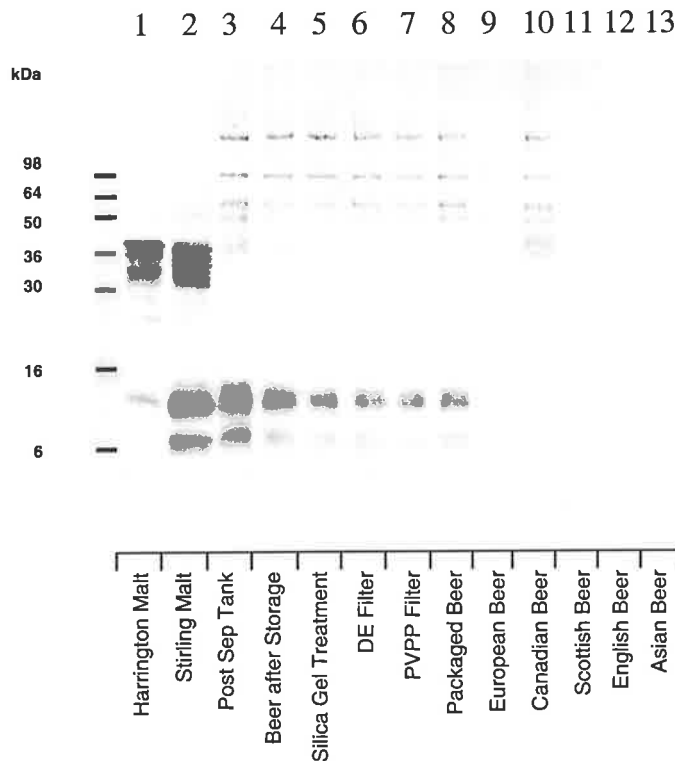 1 2 3 4 5 6 7 8 9 10 11 12 13
kDa
98
64
50
36
30
16
6
Harrington Malt
Stirling Malt
Post Sep Tank
Beer after Storage
Silica Gel Treatment
DE Filter
PVPP Filter
Packaged Beer
European Beer
Canadian Beer
Scottish Beer
English Beer
Asian Beer